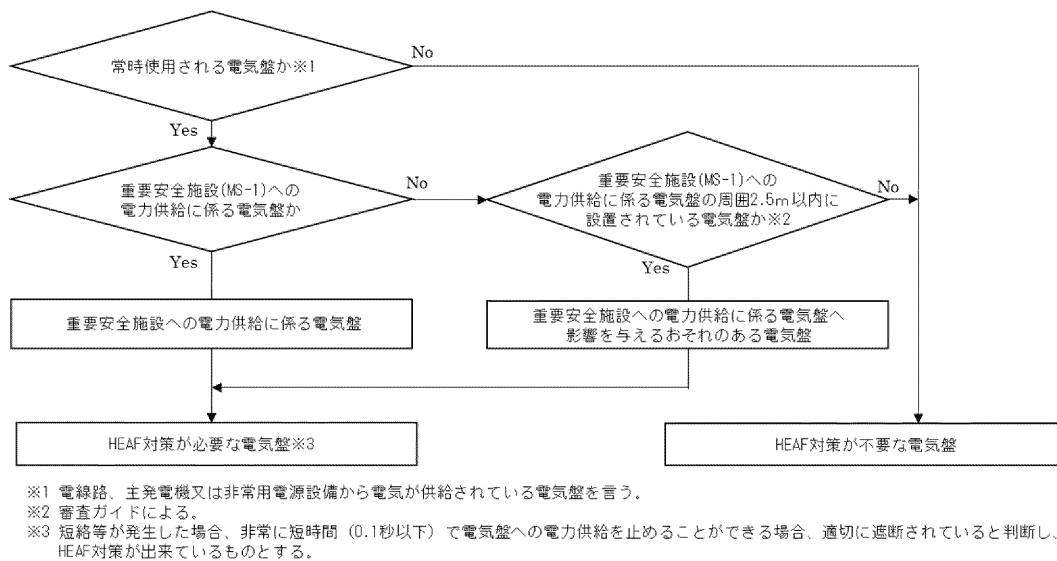 常時使用される電気盤か※1
No
Yes
重要安全施設(MS-1)への
電力供給に係る電気盤か
No
重要安全施設(MS-1)への
電力供給に係る電気盤の周囲2.5m以内に
設置されている電気盤か※2
No
Yes
Yes
重要安全施設への電力供給に係る電気盤
重要安全施設への電力供給に係る電気盤へ
影響を与えるおそれのある電気盤
HEAF対策が必要な電気盤※3
HEAF対策が不要な電気盤
※1 電線路、主発電機又は非常用電源設備から電気が供給されている電気盤を言う。
※2 審査ガイドによる。
※3 短絡等が発生した場合、非常に短時間（0.1秒以下）で電気盤への電力供給を止めることができる場合、適切に遮断されていると判断し、
HEAF対策が出来ているものとする。